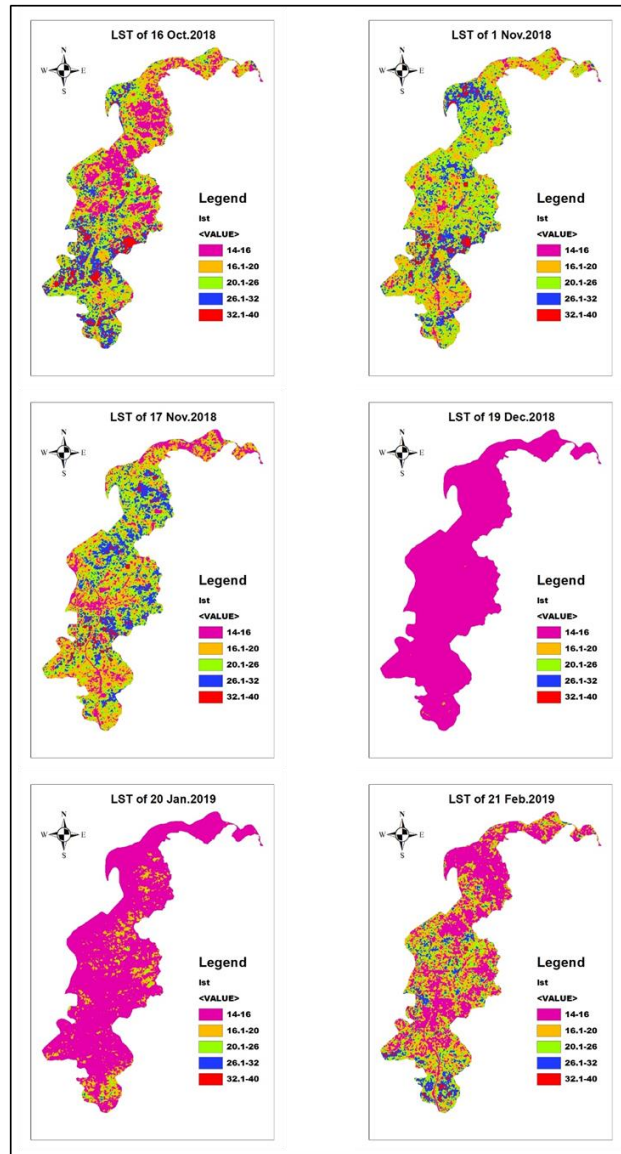 LST of 16 Oct.2018
N
W E
S
Legend
lst
<VALUE>
14-16
16.1-20
20.1-26
26.1-32
32.1-40
LST of 1 Nov.2018
N
W E
S
Legend
lst
<VALUE>
14-16
16.1-20
20.1-26
26.1-32
32.1-40
LST of 17 Nov.2018
N
W E
S
Legend
lst
<VALUE>
14-16
16.1-20
20.1-26
26.1-32
32.1-40
LST of 19 Dec.2018
N
W E
S
Legend
lst
<VALUE>
14-16
16.1-20
20.1-26
26.1-32
32.1-40
LST of 20 Jan.2019
N
W E
S
Legend
lst
<VALUE>
14-16
16.1-20
20.1-26
26.1-32
32.1-40
LST of 21 Feb.2019
N
W E
S
Legend
lst
<VALUE>
14-16
16.1-20
20.1-26
26.1-32
32.1-40